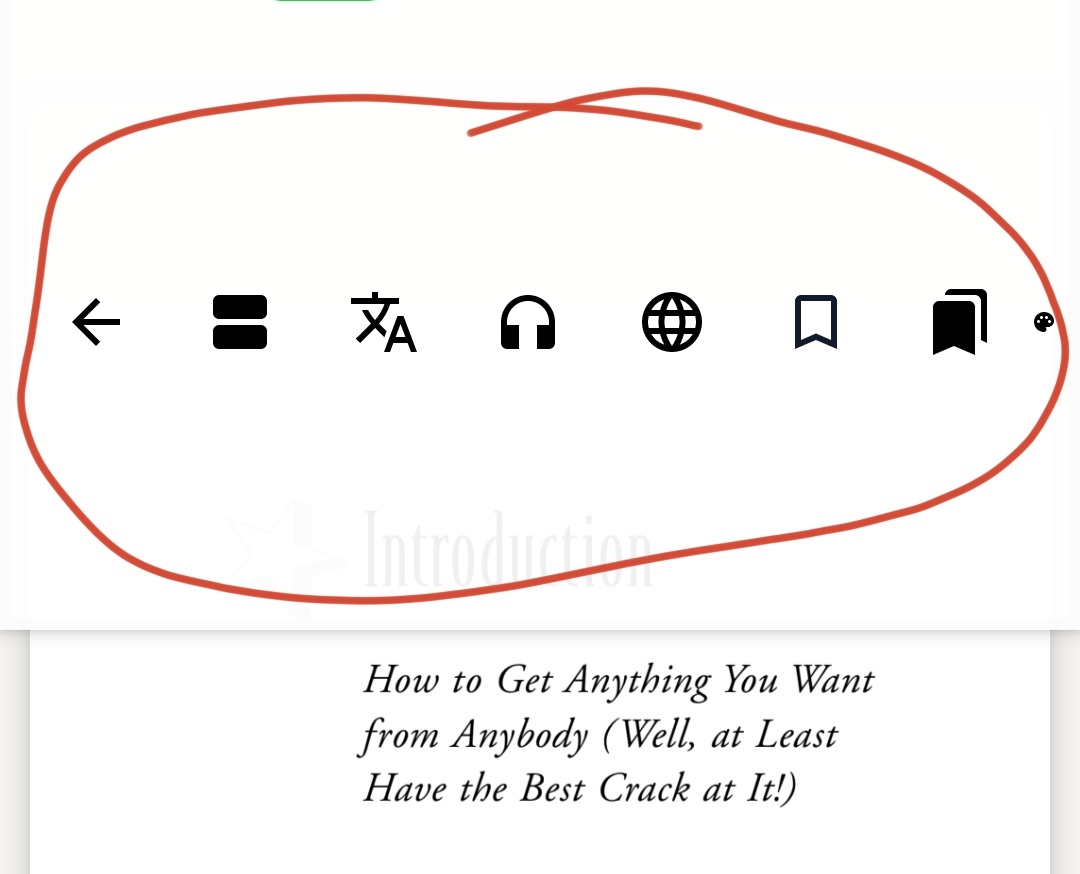 Introduction
How to Get Anything You Want
from Anybody (Well, at Least
Have the Best Crack at It!)